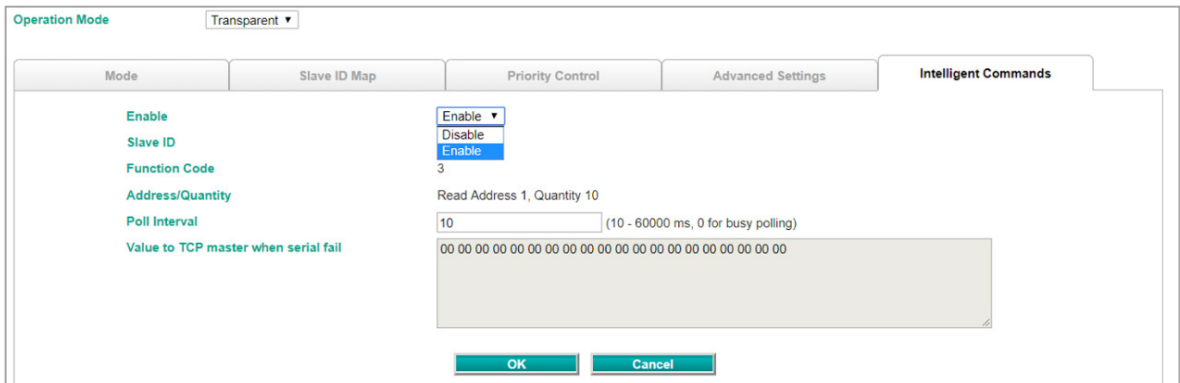 Operation Mode Transparent
Mode Slave ID Map Priority Control Advanced Settings Intelligent Commands
Enable Enable
Disable
Slave ID
Enable
Function Code 3
Address/Quantity Read Address 1, Quantity 10
Poll Interval 10 (10 - 60000 ms, 0 for busy polling)
Value to TCP master when serial fail 00 00 00 00 00 00 00 00 00 00 00 00 00 00 00 00 00 00 00 00
OK Cancel